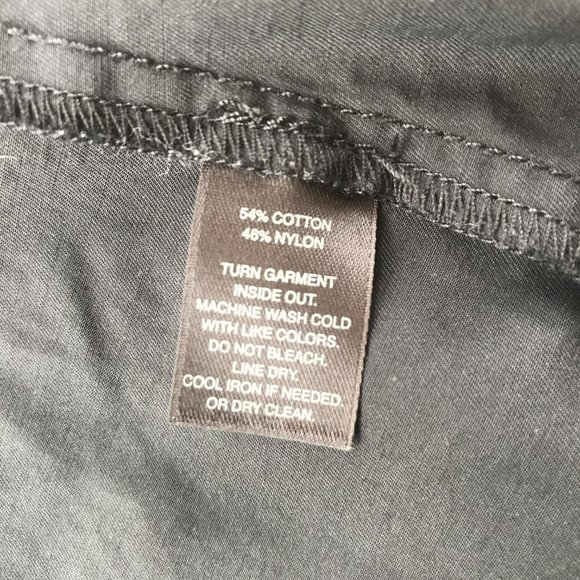 54% COTTON
46% NYLON
TURN GARMENT
INSIDE OUT.
MACHINE WASH COLD
WITH LIKE COLORS.
DO NOT BLEACH.
LINE DRY.
COOL IRON IF NEEDED.
OR DRY CLEAN.